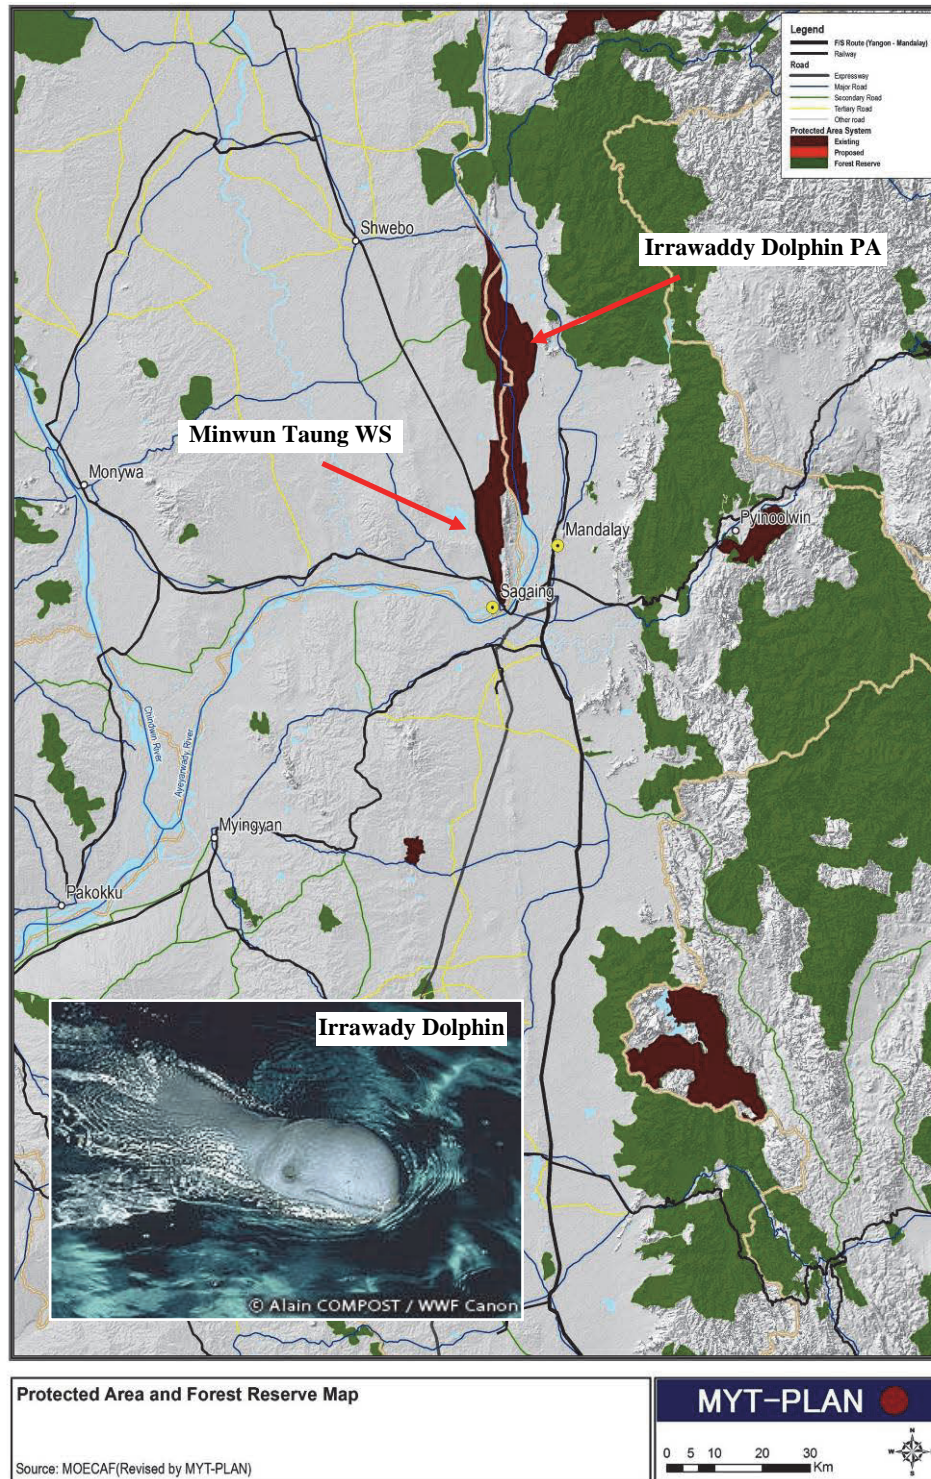 Legend
F/S Route (Yangon - Mandalay)
Railway
Road
Expressway
Major Road
Secondary Road
Tertiary Road
Other road
Protected Area System
Existing
Proposed
Forest Reserve
Shwebo
Irrawaddy Dolphin PA
Minwun Taung WS
Monywa
Mandalay
Pyinoolwin
Sagaing
Chindwin River
Ayeyarwady River
Myingyan
Pakokku
Irrawady Dolphin
© Alain COMPOST / WWF Canon
Protected Area and Forest Reserve Map
Source: MOECAF(Revised by MYT-PLAN)
MYT-PLAN
0 5 10 20 30
Km
N
W
S